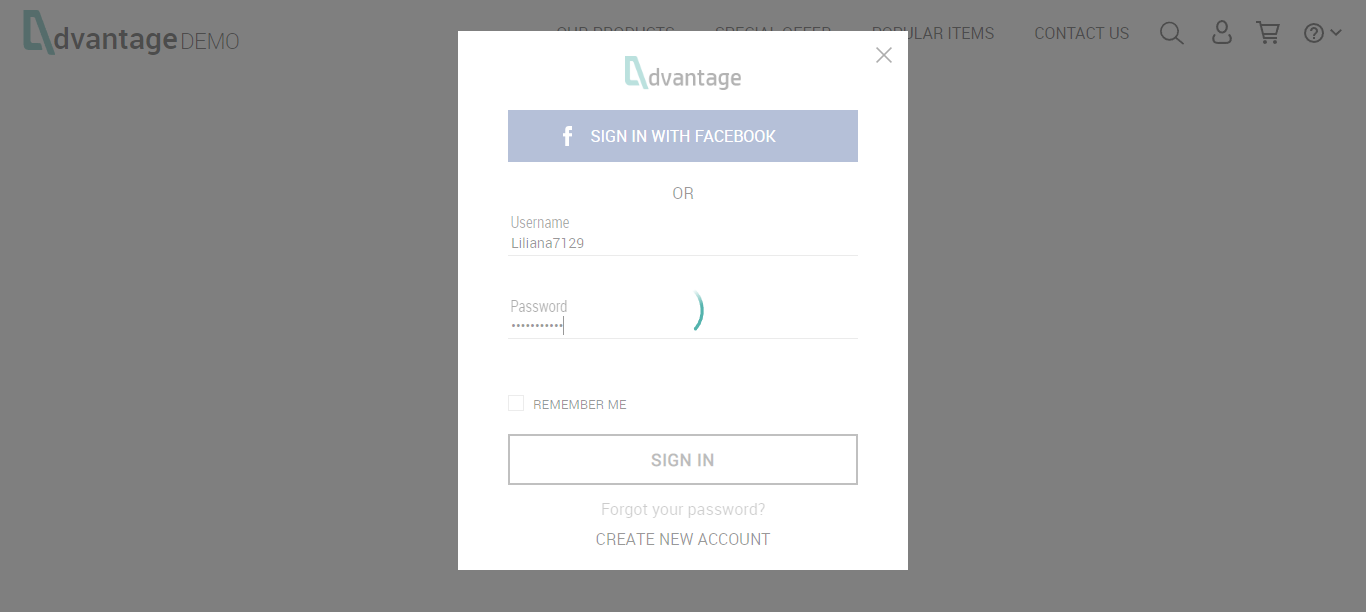 dvantage DEMO
OUR PRODUCTS SPECIAL OFFER POPULAR ITEMS CONTACT US
dvantage
SIGN IN WITH FACEBOOK
OR
Username
Liliana7129
Password
•••••••••••
REMEMBER ME
SIGN IN
Forgot your password?
CREATE NEW ACCOUNT